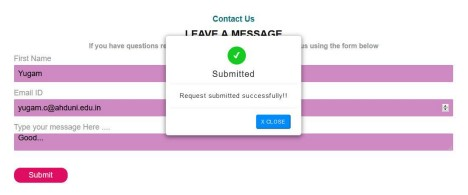 Contact Us
LEAVE A MESSAGE
If you have questions re
us using the form below
Submitted
Request submitted successfully!!
X CLOSE
First Name
Yugam
Email ID
yugam.c@ahduni.edu.in
Type your message Here ....
Good...
Submit